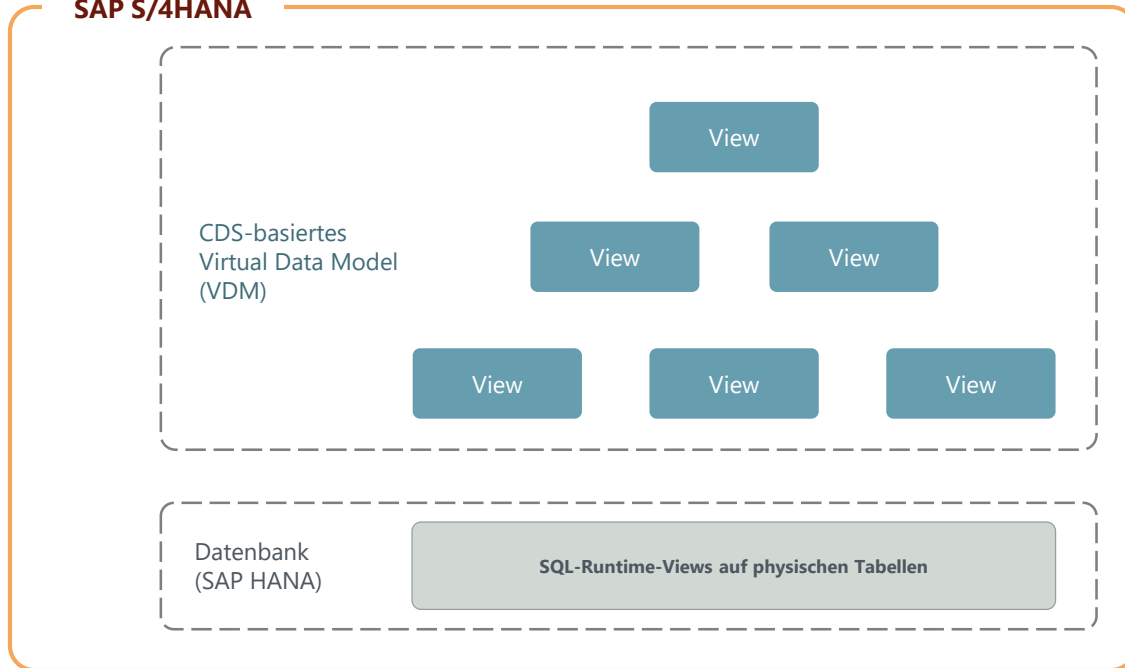 SAP S/4HANA
View
CDS-basiertes
Virtual Data Model
(VDM)
View
View
View
View
View
Datenbank
(SAP HANA)
SQL-Runtime-Views auf physischen Tabellen